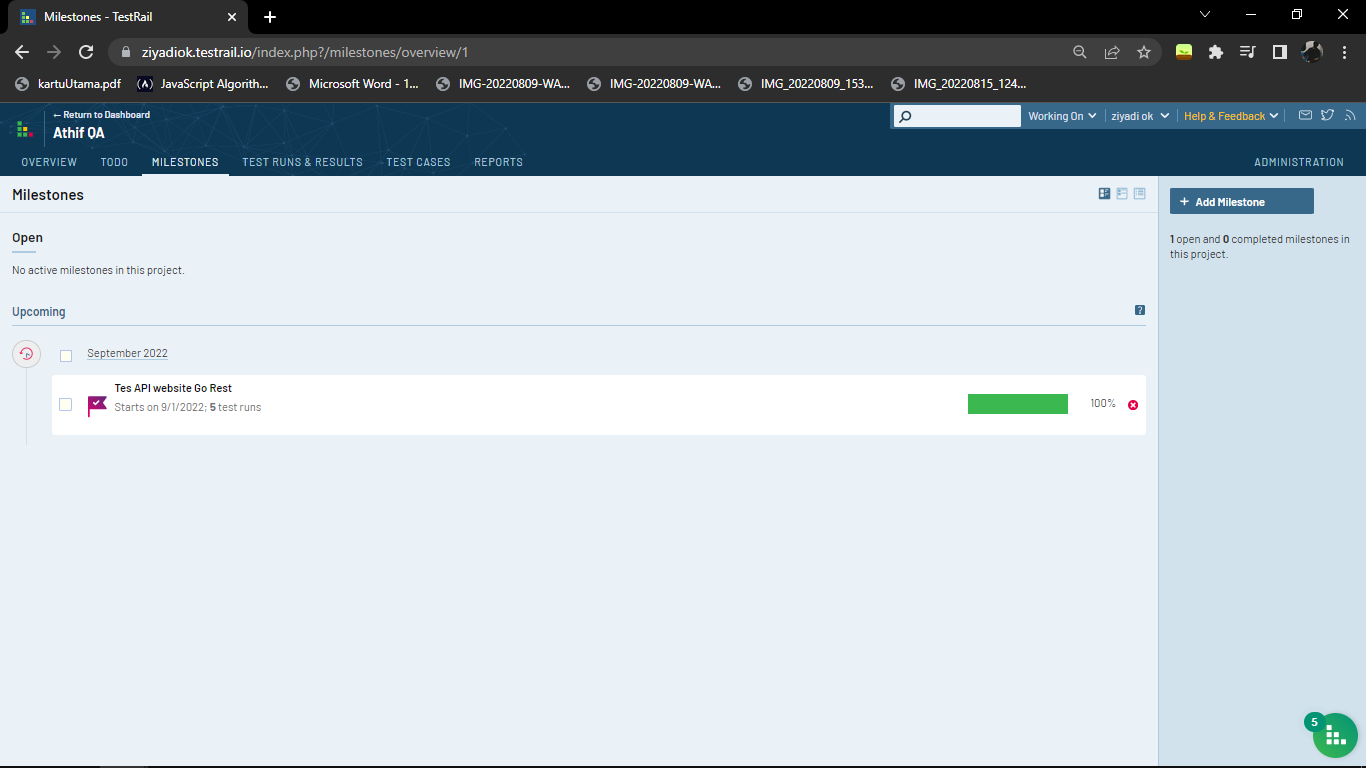 Milestones - TestRail
ziyadiok.testrail.io/index.php?/milestones/overview/1
kartuUtama.pdf
JavaScript Algorith...
Microsoft Word - 1...
IMG-20220809-WA...
IMG-20220809-WA...
IMG_20220809_153...
IMG_20220815_124...
← Return to Dashboard
Athif QA
Working On
ziyadi ok
Help & Feedback
OVERVIEW
TODO
MILESTONES
TEST RUNS & RESULTS
TEST CASES
REPORTS
ADMINISTRATION
Milestones
+ Add Milestone
1 open and 0 completed milestones in
this project.
Open
No active milestones in this project.
Upcoming
?
September 2022
Tes API website Go Rest
Starts on 9/1/2022; 5 test runs
100%
5